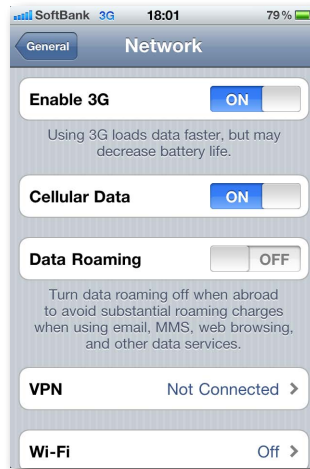 SoftBank 3G 18:01 79%
General Network
Enable 3G ON
Using 3G loads data faster, but may
decrease battery life.
Cellular Data ON
Data Roaming OFF
Turn data roaming off when abroad
to avoid substantial roaming charges
when using email, MMS, web browsing,
and other data services.
VPN Not Connected
Wi-Fi Off